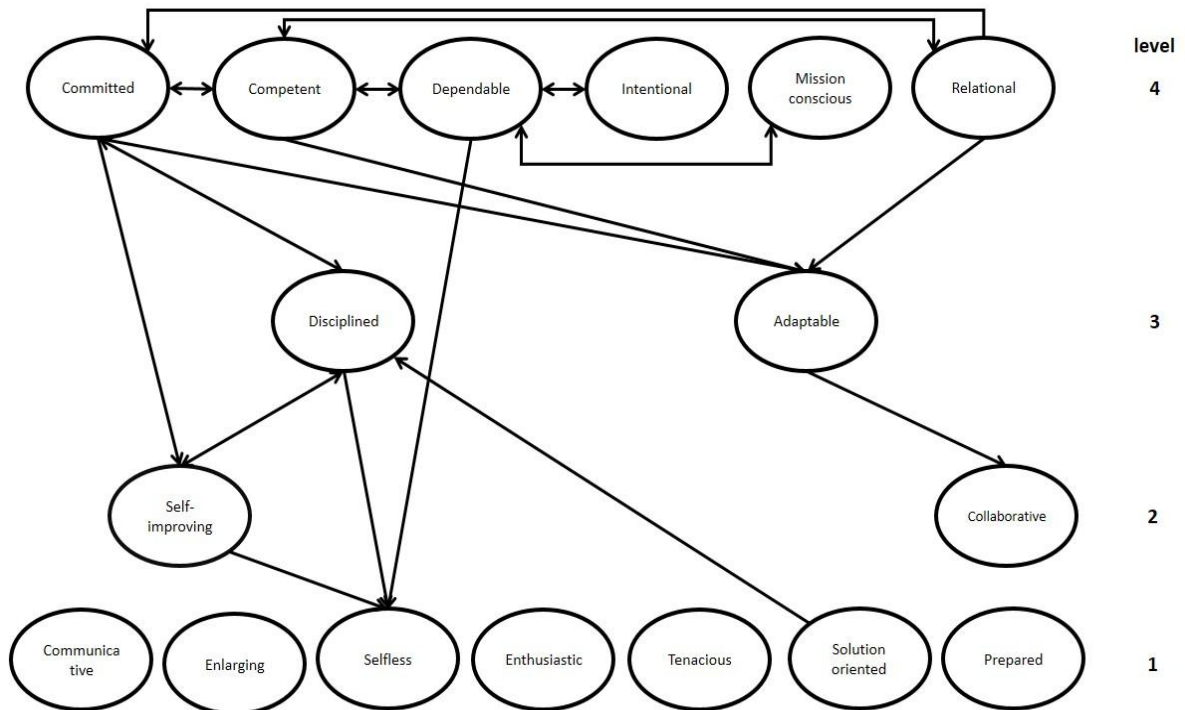 level
Committed
Competent
Dependable
Intentional
Mission
conscious
Relational
4
Disciplined
Adaptable
3
Self-
improving
Collaborative
2
Communica
tive
Enlarging
Selfless
Enthusiastic
Tenacious
Solution
oriented
Prepared
1